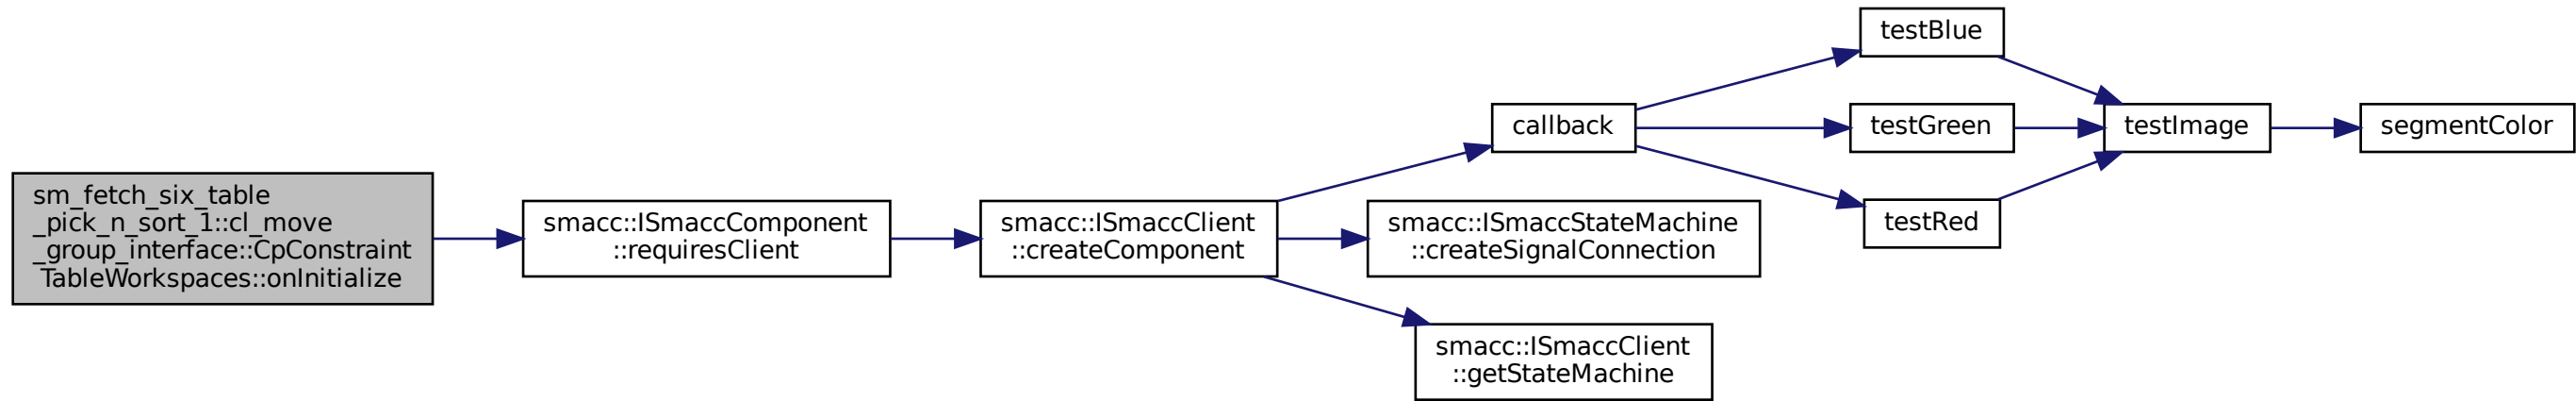 sm_fetch_six_table
_pick_n_sort_1::cl_move
_group_interface::CpConstraint
TableWorkspaces::onInitialize
smacc::ISmaccComponent
::requiresClient
smacc::ISmaccClient
::createComponent
callback
testBlue
testGreen
testRed
testImage
segmentColor
smacc::ISmaccStateMachine
::createSignalConnection
smacc::ISmaccClient
::getStateMachine